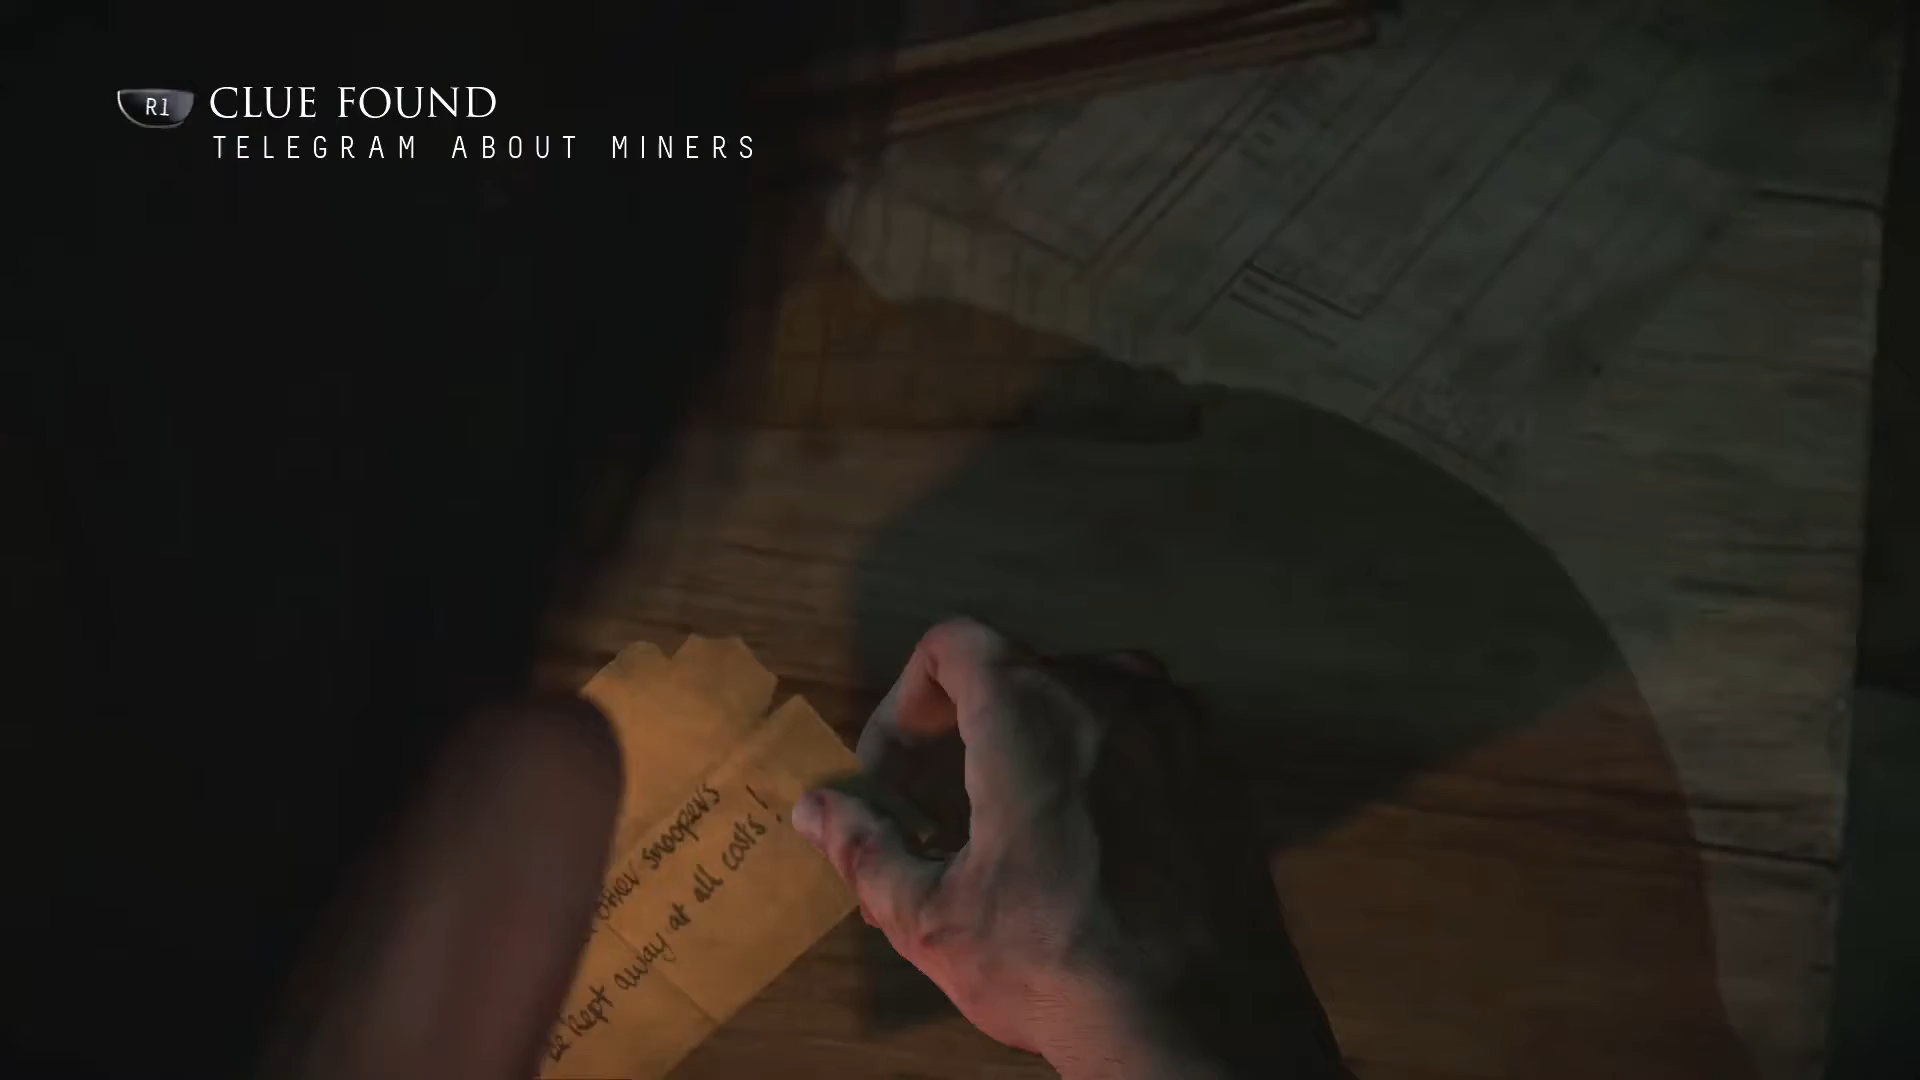 R1 CLUE FOUND
TELEGRAM ABOUT MINERS
other snoopers
be kept away at all costs!